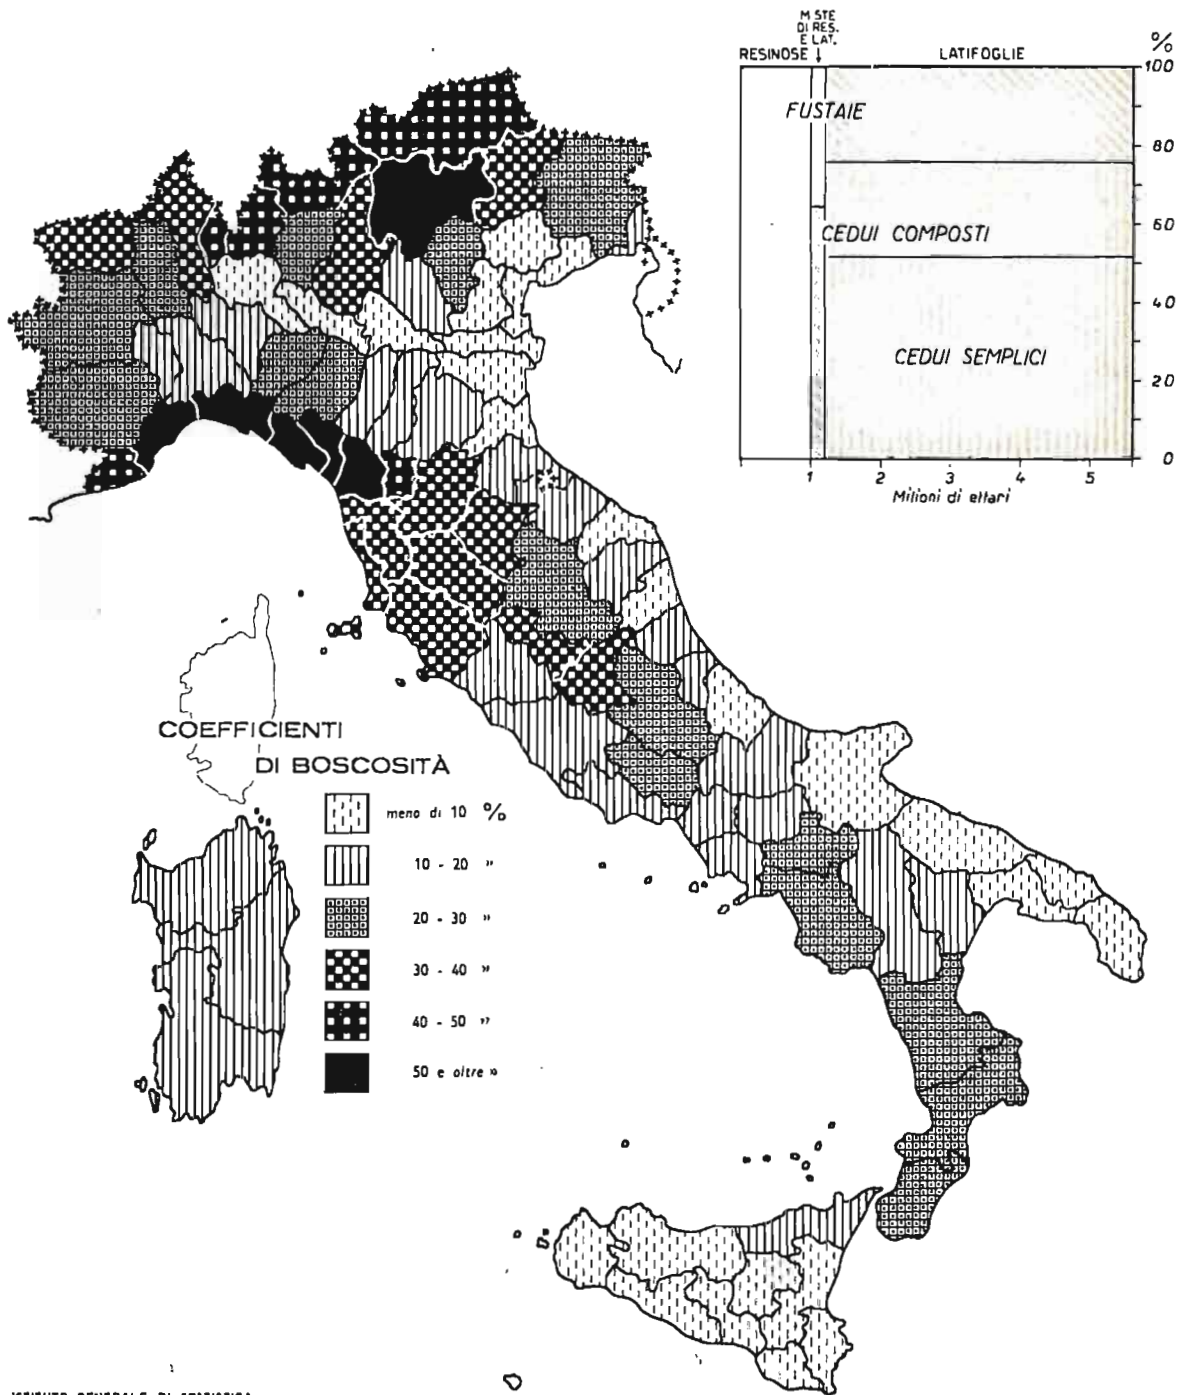 M STE
DI RES.
E LAT.
RESINOSE
LATIFOGLIE
%
100
FUSTAIE
80
60
CEDUI COMPOSTI
40
CEDUI SEMPLICI
20
0
1
2
3
4
5
Milioni di ettari
COEFFICIENTI
DI BOSCOSITÀ
meno di 10 %
10 - 20 »
20 - 30 »
30 - 40 »
40 - 50 »
50 e oltre »